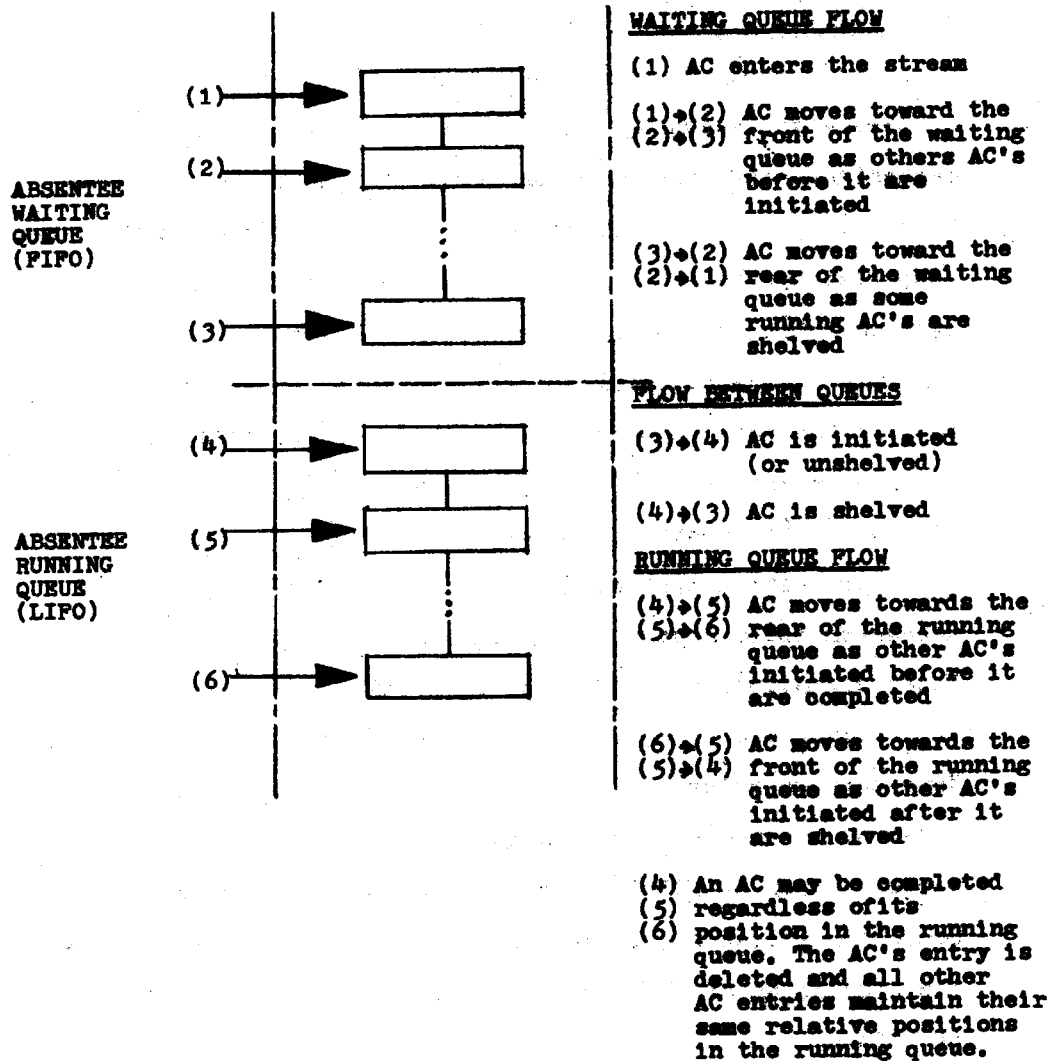 ABSENTEE
WAITING
QUEUE
(FIFO)
(1)
(2)
(3)
ABSENTEE
RUNNING
QUEUE
(LIFO)
(4)
(5)
(6)
WAITING QUEUE FLOW
(1) AC enters the stream
(1)→(2) AC moves toward the
(2)→(3) front of the waiting
queue as others AC's
before it are
initiated
(3)→(2) AC moves toward the
(2)→(1) rear of the waiting
queue as some
running AC's are
shelved
FLOW BETWEEN QUEUES
(3)→(4) AC is initiated
(or unshelved)
(4)→(3) AC is shelved
RUNNING QUEUE FLOW
(4)→(5) AC moves towards the
(5)→(6) rear of the running
queue as other AC's
initiated before it
are completed
(6)→(5) AC moves towards the
(5)→(4) front of the running
queue as other AC's
initiated after it
are shelved
(4) An AC may be completed
(5) regardless ofits
(6) position in the running
queue. The AC's entry is
deleted and all other
AC entries maintain their
same relative positions
in the running queue.